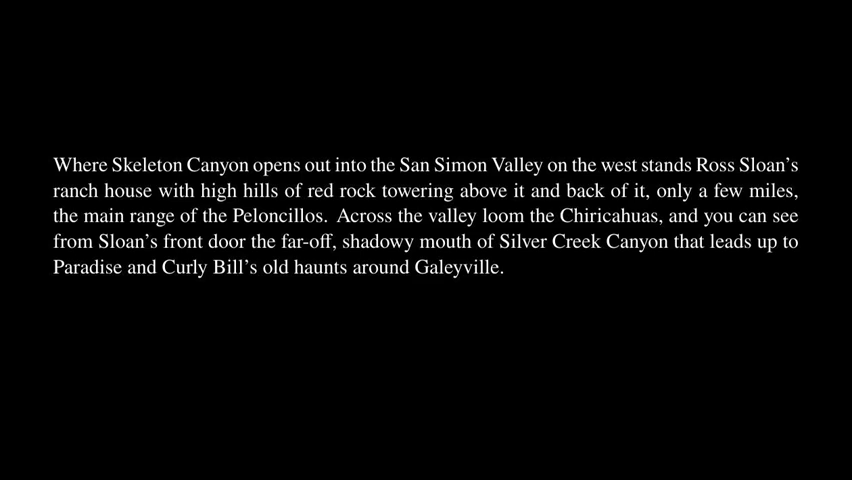 Where Skeleton Canyon opens out into the San Simon Valley on the west stands Ross Sloan’s
ranch house with high hills of red rock towering above it and back of it, only a few miles,
the main range of the Peloncillos. Across the valley loom the Chiricahuas, and you can see
from Sloan’s front door the far-off, shadowy mouth of Silver Creek Canyon that leads up to
Paradise and Curly Bill’s old haunts around Galeyville.